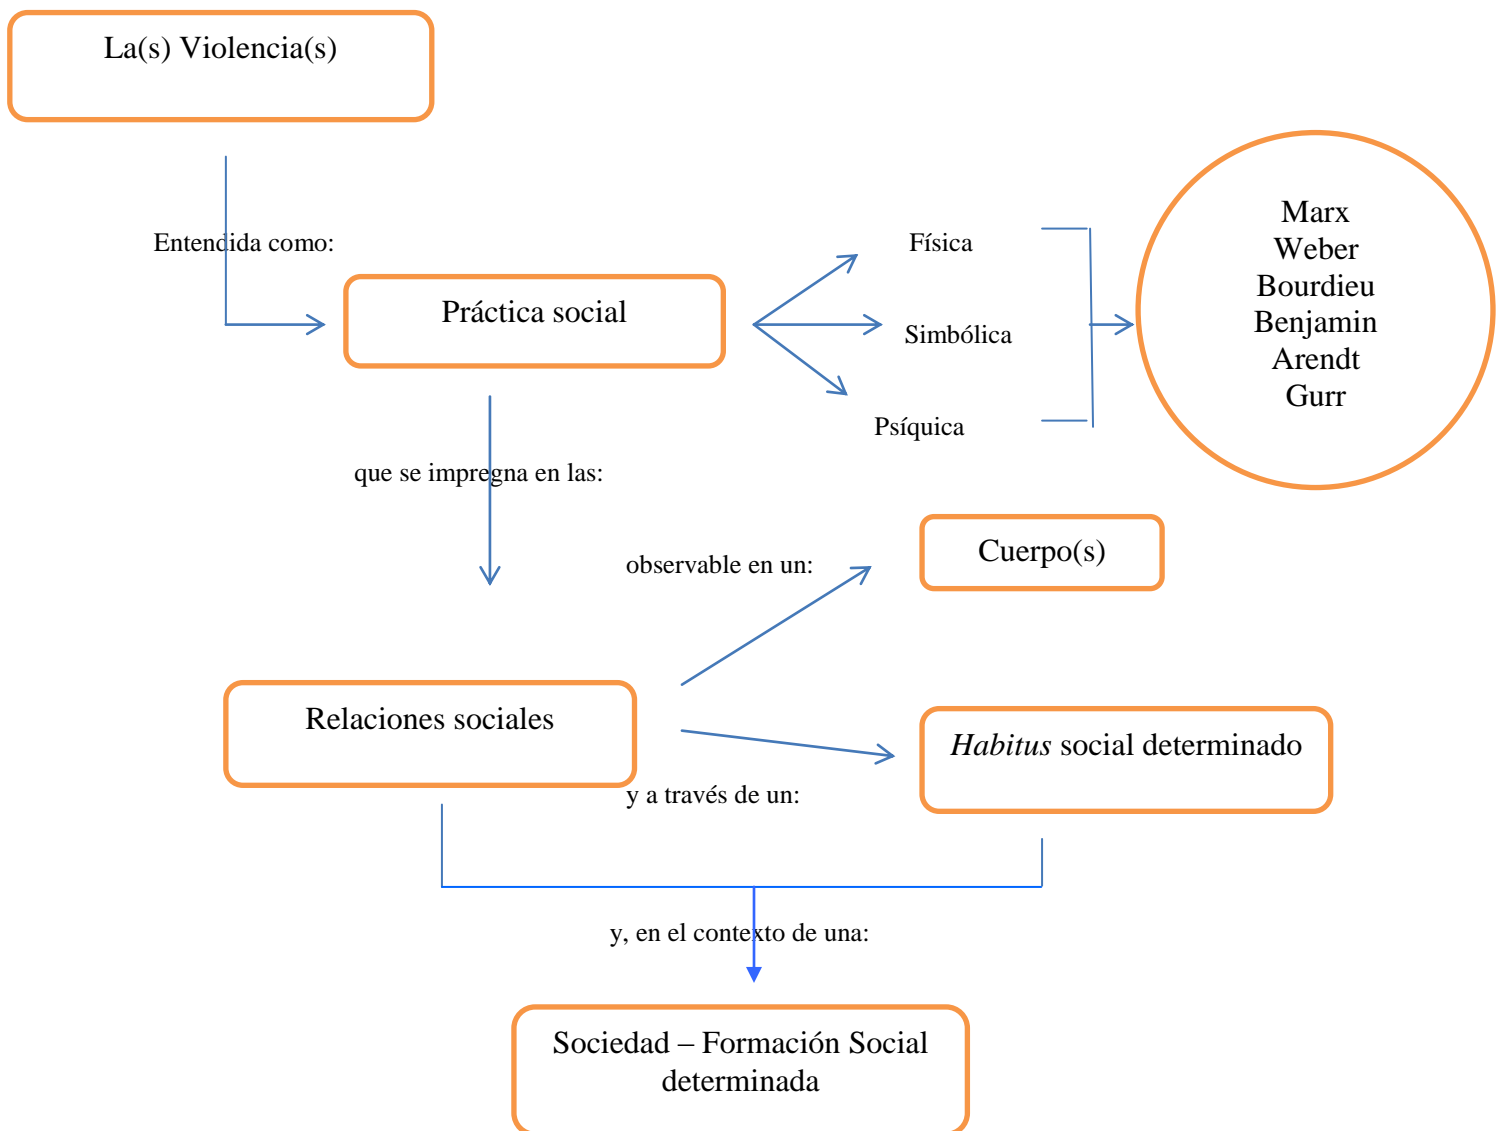 La(s) Violencia(s)
Entendida como:
Práctica social
Física
Simbólica
Psíquica
Marx
Weber
Bourdieu
Benjamin
Arendt
Gurr
que se impregna en las:
observable en un:
Cuerpo(s)
Relaciones sociales
Habitus social determinado
y a través de un:
y, en el contexto de una:
Sociedad – Formación Social
determinada